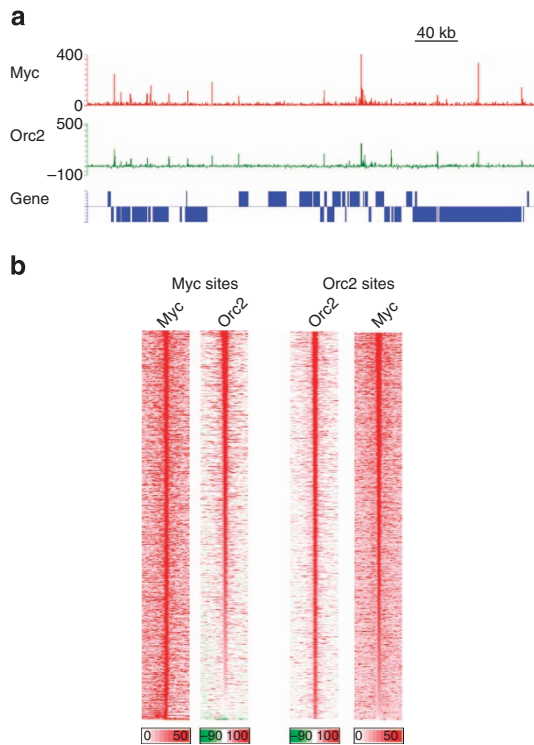 a
40 kb
400
Myc
0
500
Orc2
–100
Gene
b
Myc sites
Orc2 sites
Myc
Orc2
Orc2
Myc
0 50
–90 100
–90 100
0 50